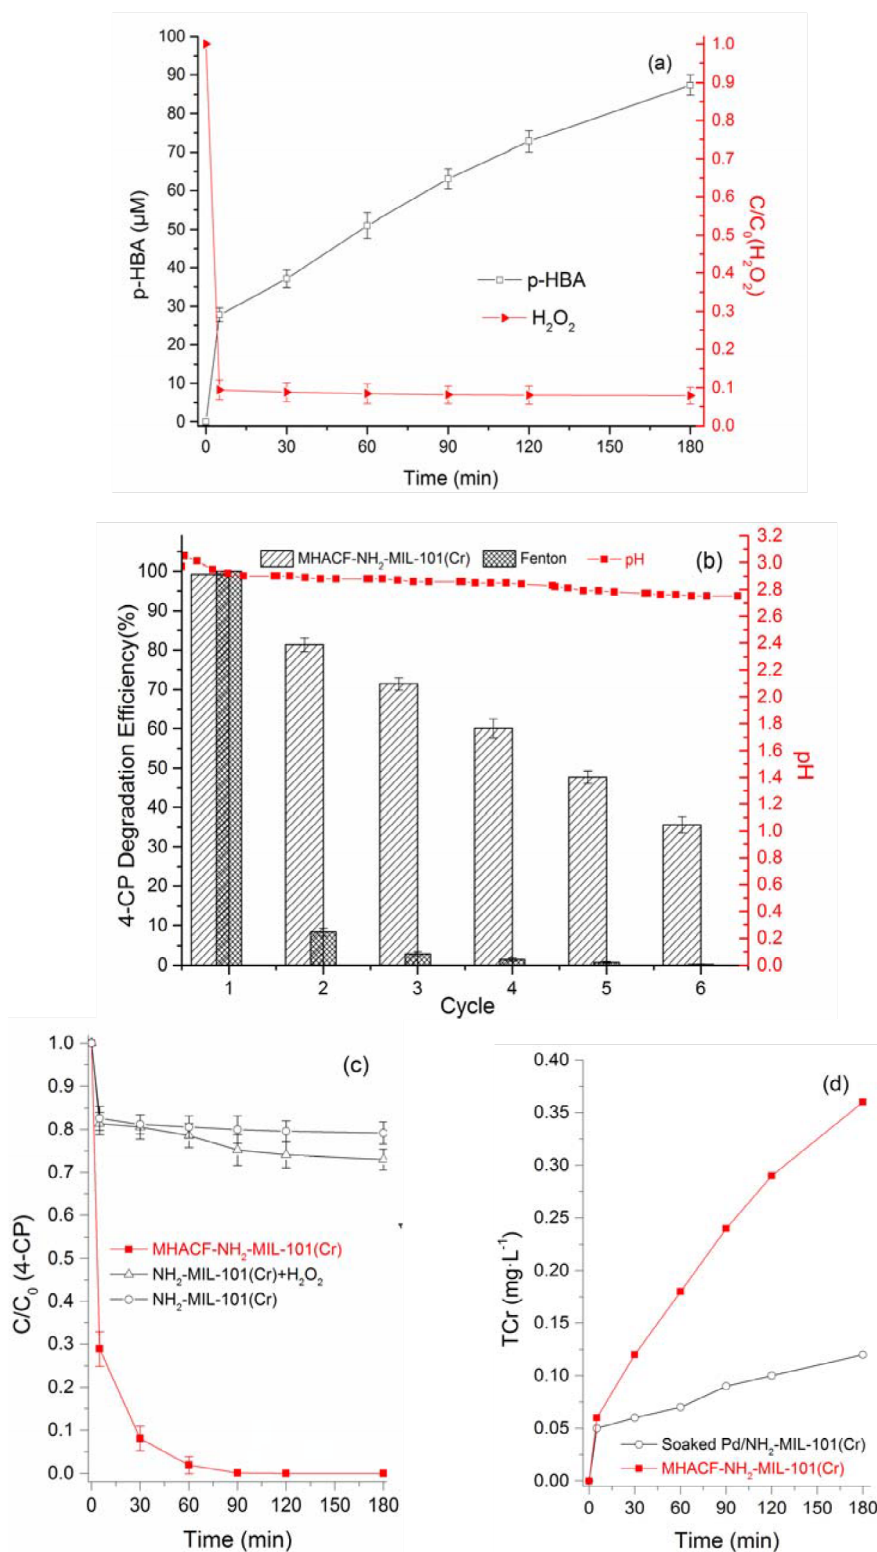 (a)
100
90
80
70
60
50
40
30
20
10
0
p-HBA (μM)
1.0
0.9
0.8
0.7
0.6
0.5
0.4
0.3
0.2
0.1
0.0
C/C₀(H₂O₂)
p-HBA
H₂O₂
0 30 60 90 120 150 180
Time (min)
MHACF-NH₂-MIL-101(Cr) Fenton pH
(b)
100
90
80
70
60
50
40
30
20
10
0
4-CP Degradation Efficiency(%)
3.2
3.0
2.8
2.6
2.4
2.2
2.0
1.8
1.6
1.4
1.2
1.0
0.8
0.6
0.4
0.2
0.0
pH
1 2 3 4 5 6
Cycle
(c)
1.0
0.9
0.8
0.7
0.6
0.5
0.4
0.3
0.2
0.1
0.0
C/C₀ (4-CP)
MHACF-NH₂-MIL-101(Cr)
NH₂-MIL-101(Cr)+H₂O₂
NH₂-MIL-101(Cr)
0 30 60 90 120 150 180
Time (min)
(d)
0.40
0.35
0.30
0.25
0.20
0.15
0.10
0.05
0.00
TCr (mg·L⁻¹)
Soaked Pd/NH₂-MIL-101(Cr)
MHACF-NH₂-MIL-101(Cr)
0 30 60 90 120 150 180
Time (min)